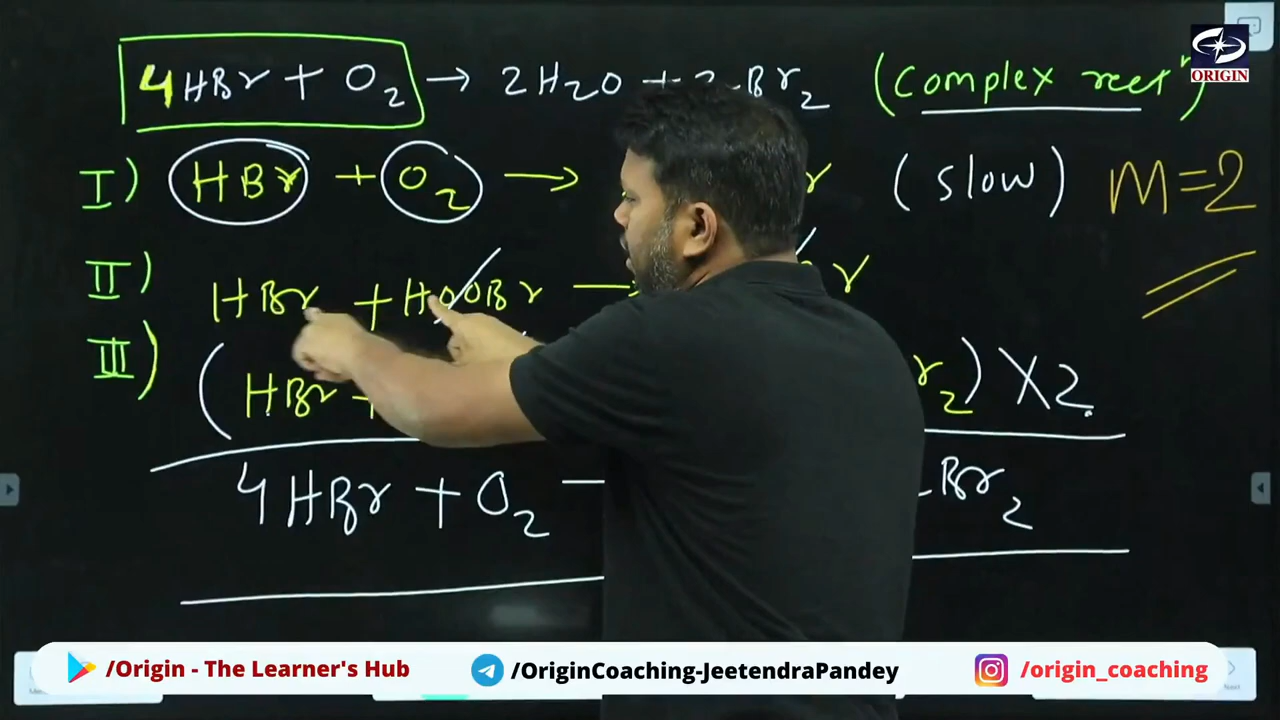 4HBr + O2 → 2H2O + 2Br2 (Complex rectn)
ORIGIN
I) HBr + O2 → r (slow) m=2
II) HBr + HOOBr → r
III) (HBr + r2) X2
4HBr + O2 — Br2
/Origin - The Learner's Hub /OriginCoaching-JeetendraPandey /origin_coaching